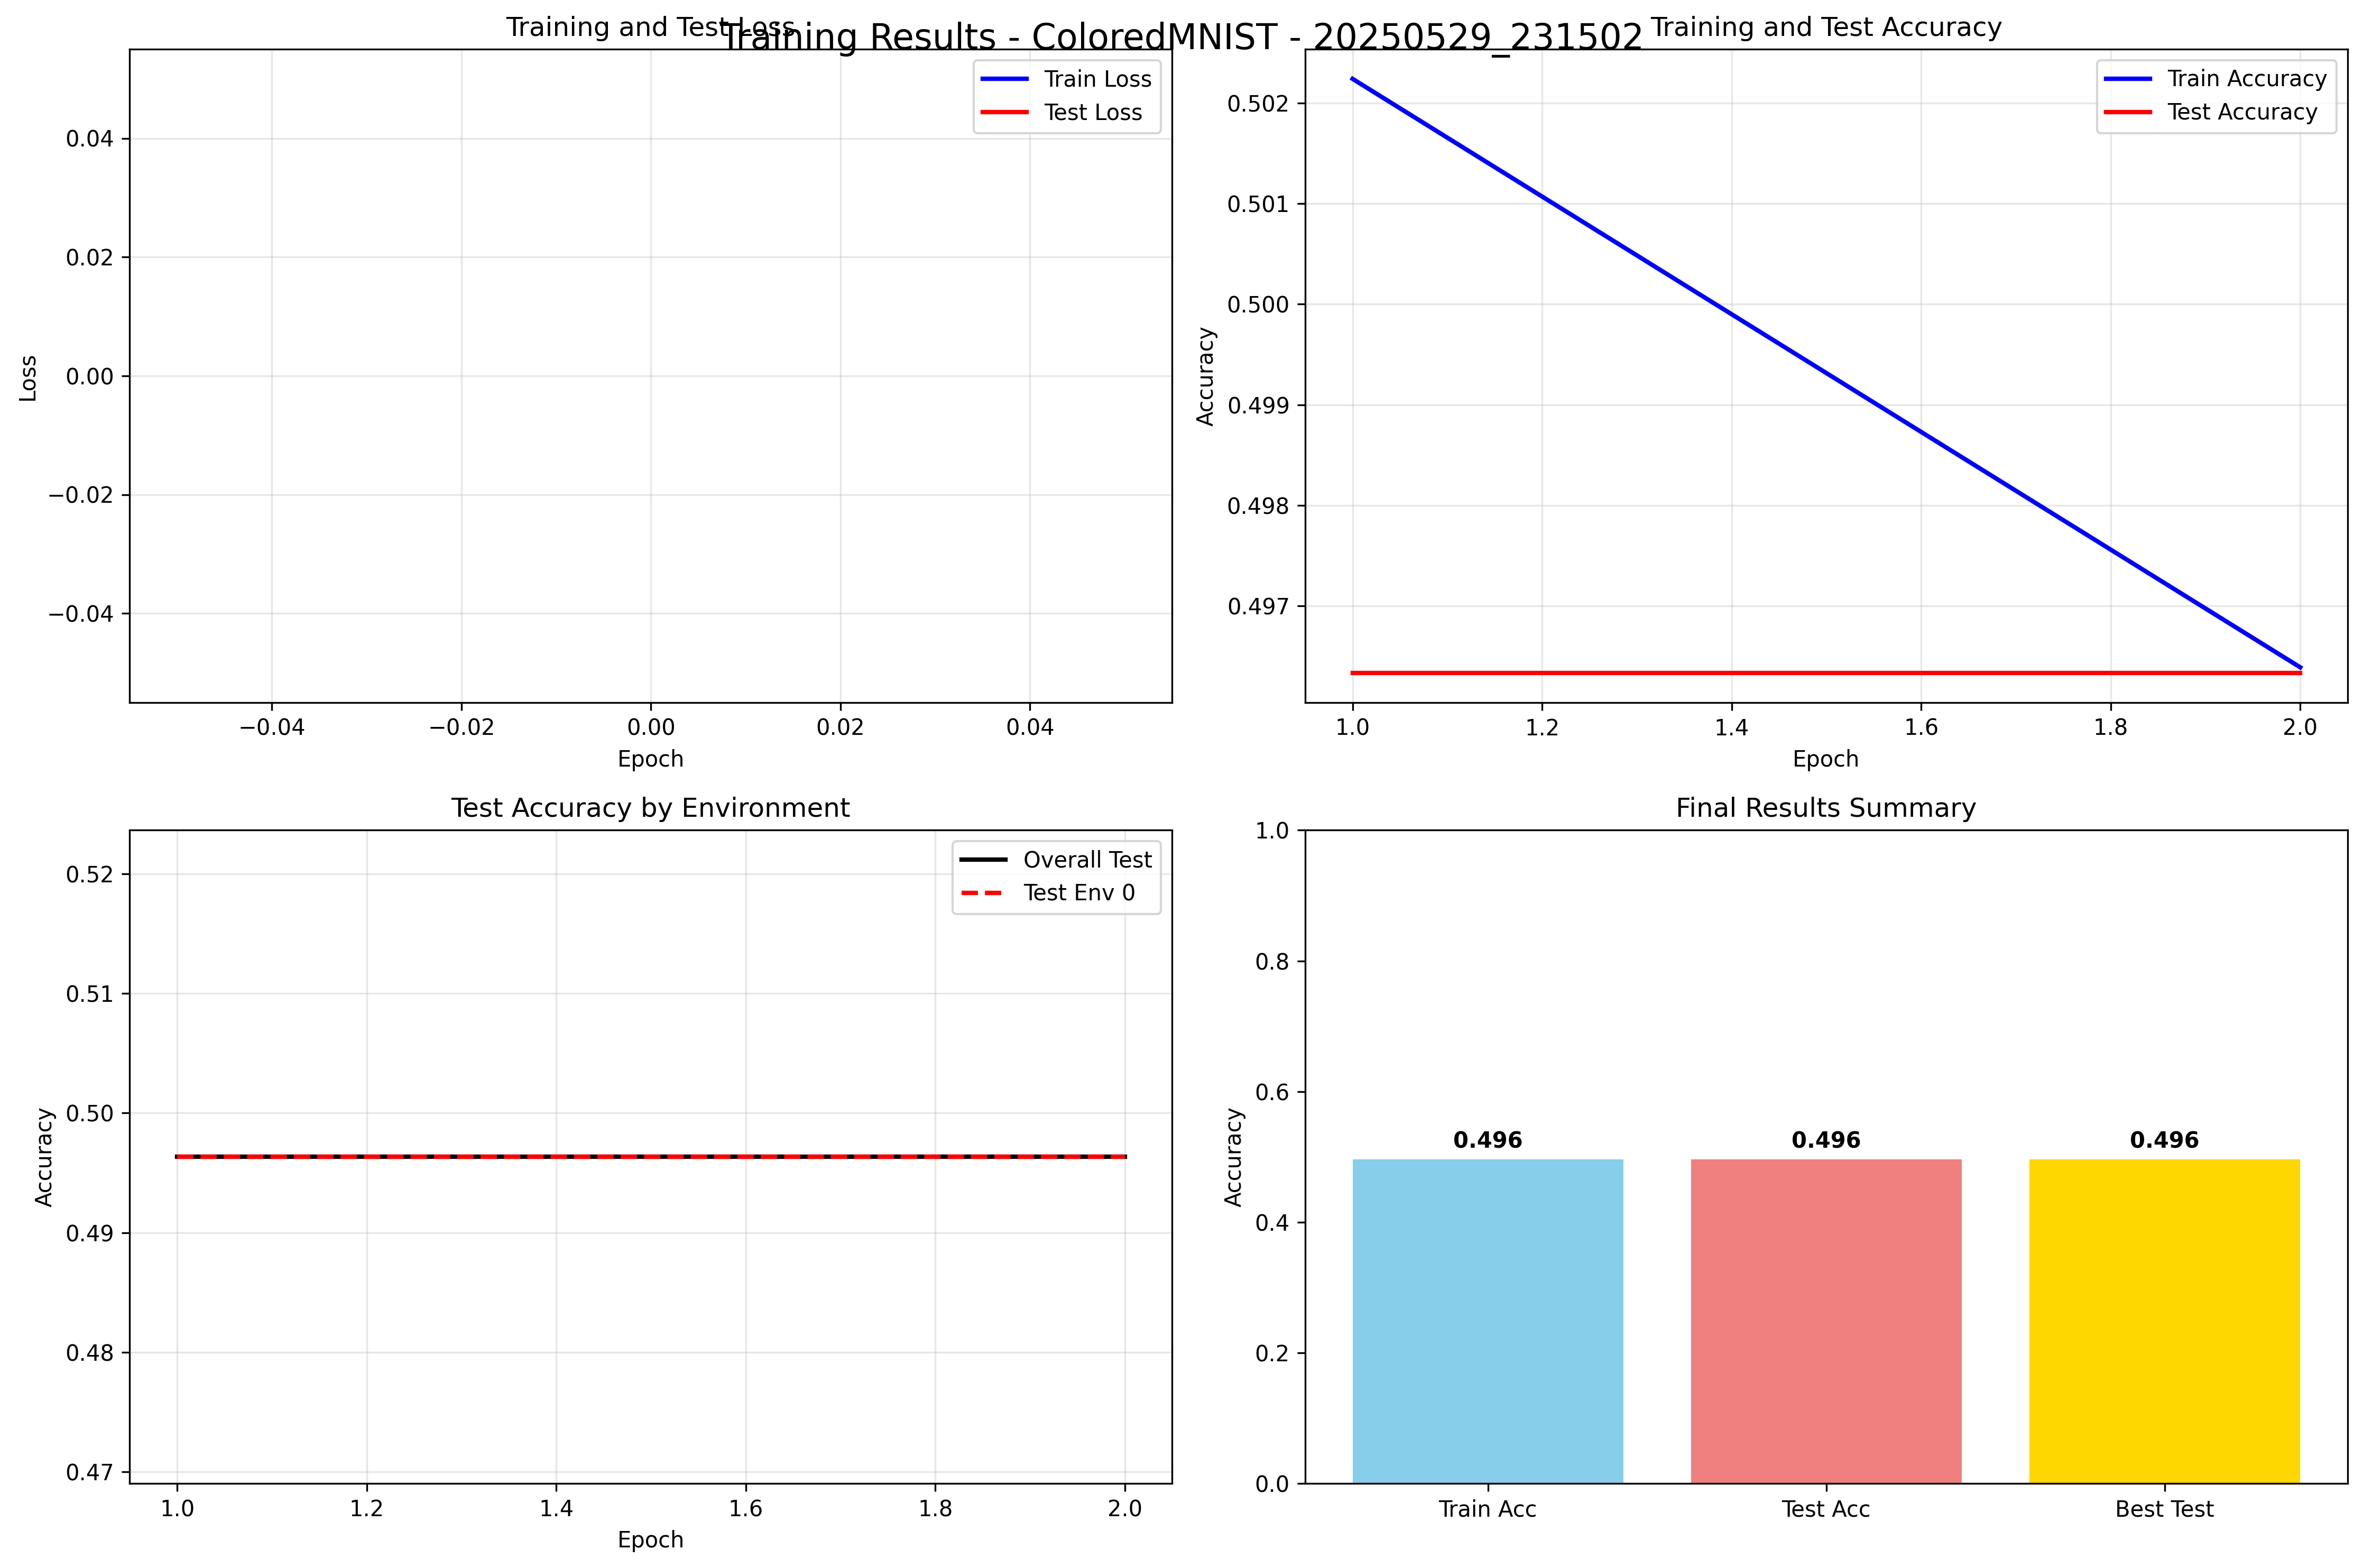 Training Results - ColoredMNIST - 20250529_231502
Training and Test Loss
Train Loss
Test Loss
0.04
0.02
0.00
−0.02
−0.04
Loss
−0.04 −0.02 0.00 0.02 0.04
Epoch
Training and Test Accuracy
Train Accuracy
Test Accuracy
0.502
0.501
0.500
0.499
0.498
0.497
Accuracy
1.0 1.2 1.4 1.6 1.8 2.0
Epoch
Test Accuracy by Environment
Overall Test
Test Env 0
0.52
0.51
0.50
0.49
0.48
0.47
Accuracy
1.0 1.2 1.4 1.6 1.8 2.0
Epoch
Final Results Summary
1.0
0.8
0.6
0.4
0.2
0.0
Accuracy
0.496 0.496 0.496
Train Acc Test Acc Best Test